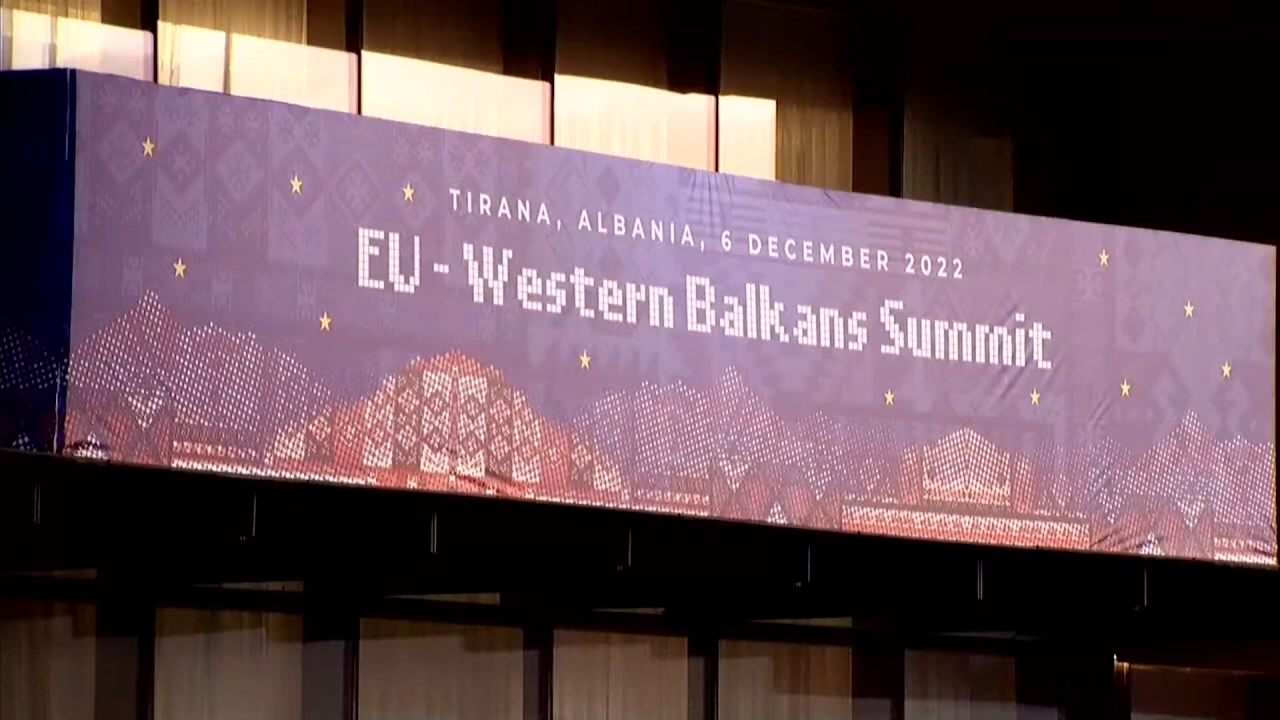 TIRANA, ALBANIA, 6 DECEMBER 2022
EU - Western Balkans Summit